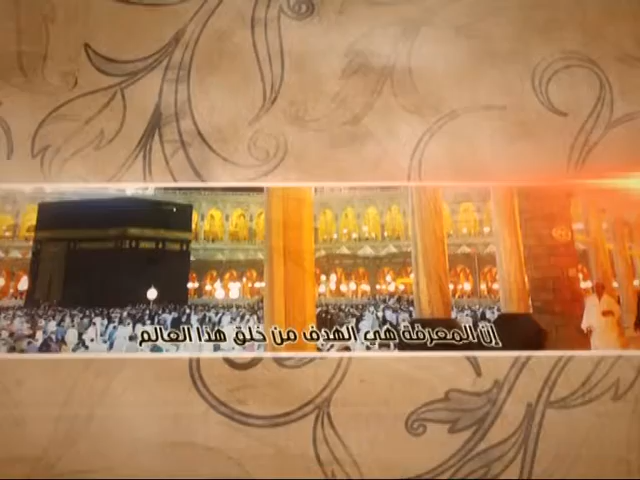 إن المعرفة هي الهدف من خلق هذا العالم